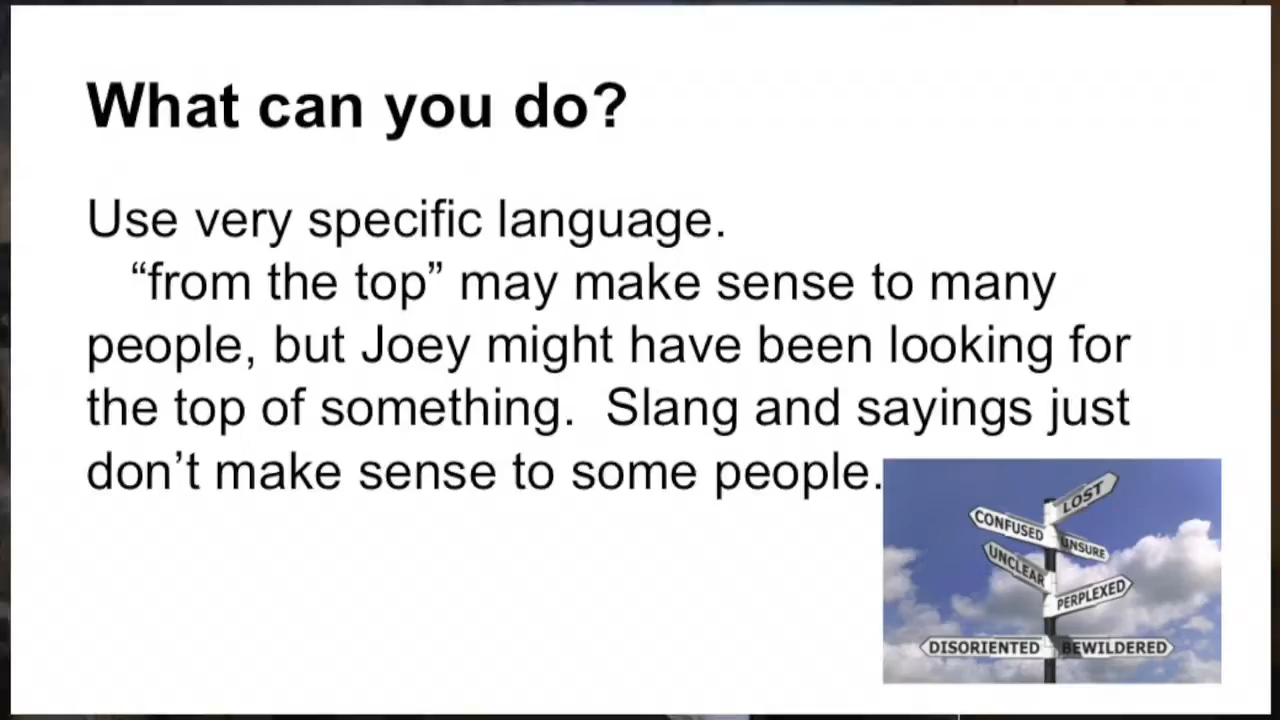 What can you do?
Use very specific language.
“from the top” may make sense to many
people, but Joey might have been looking for
the top of something.  Slang and sayings just
don’t make sense to some people.
LOST
CONFUSED
UNSURE
UNCLEAR
PERPLEXED
DISORIENTED
BEWILDERED